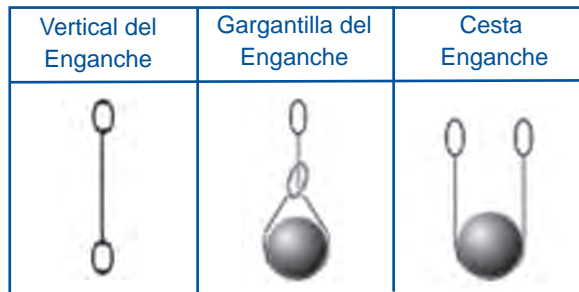 Vertical del
Enganche
Gargantilla del
Enganche
Cesta
Enganche